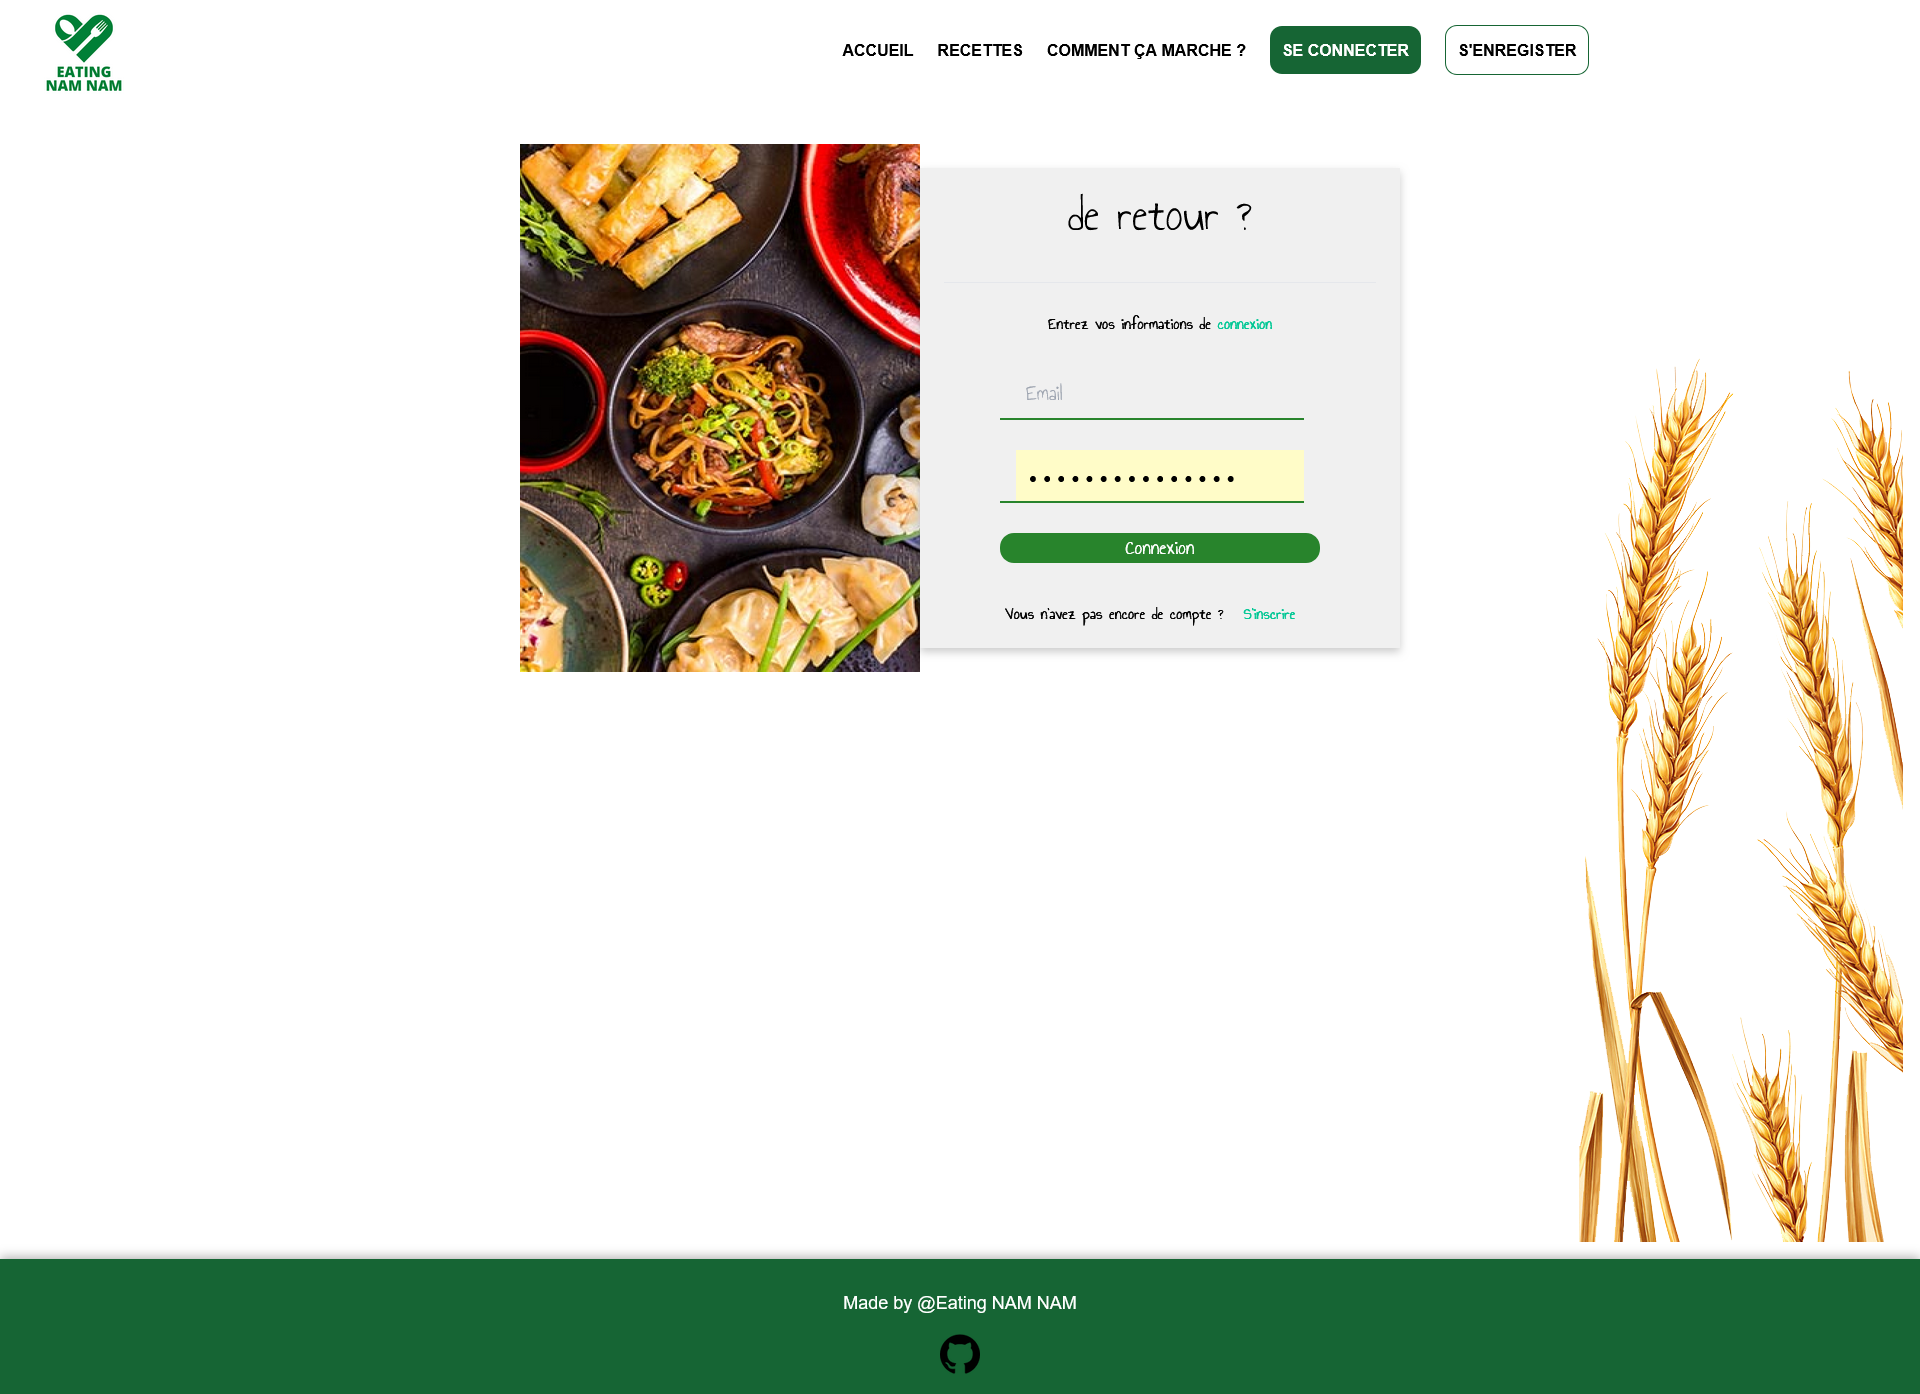 EATING
NAM NAM
ACCUEIL
RECETTES
COMMENT ÇA MARCHE ?
SE CONNECTER
S'ENREGISTER
de retour ?
Entrez vos informations de connexion
Email
Connexion
Vous n'avez pas encore de compte ? S'inscrire
Made by @Eating NAM NAM